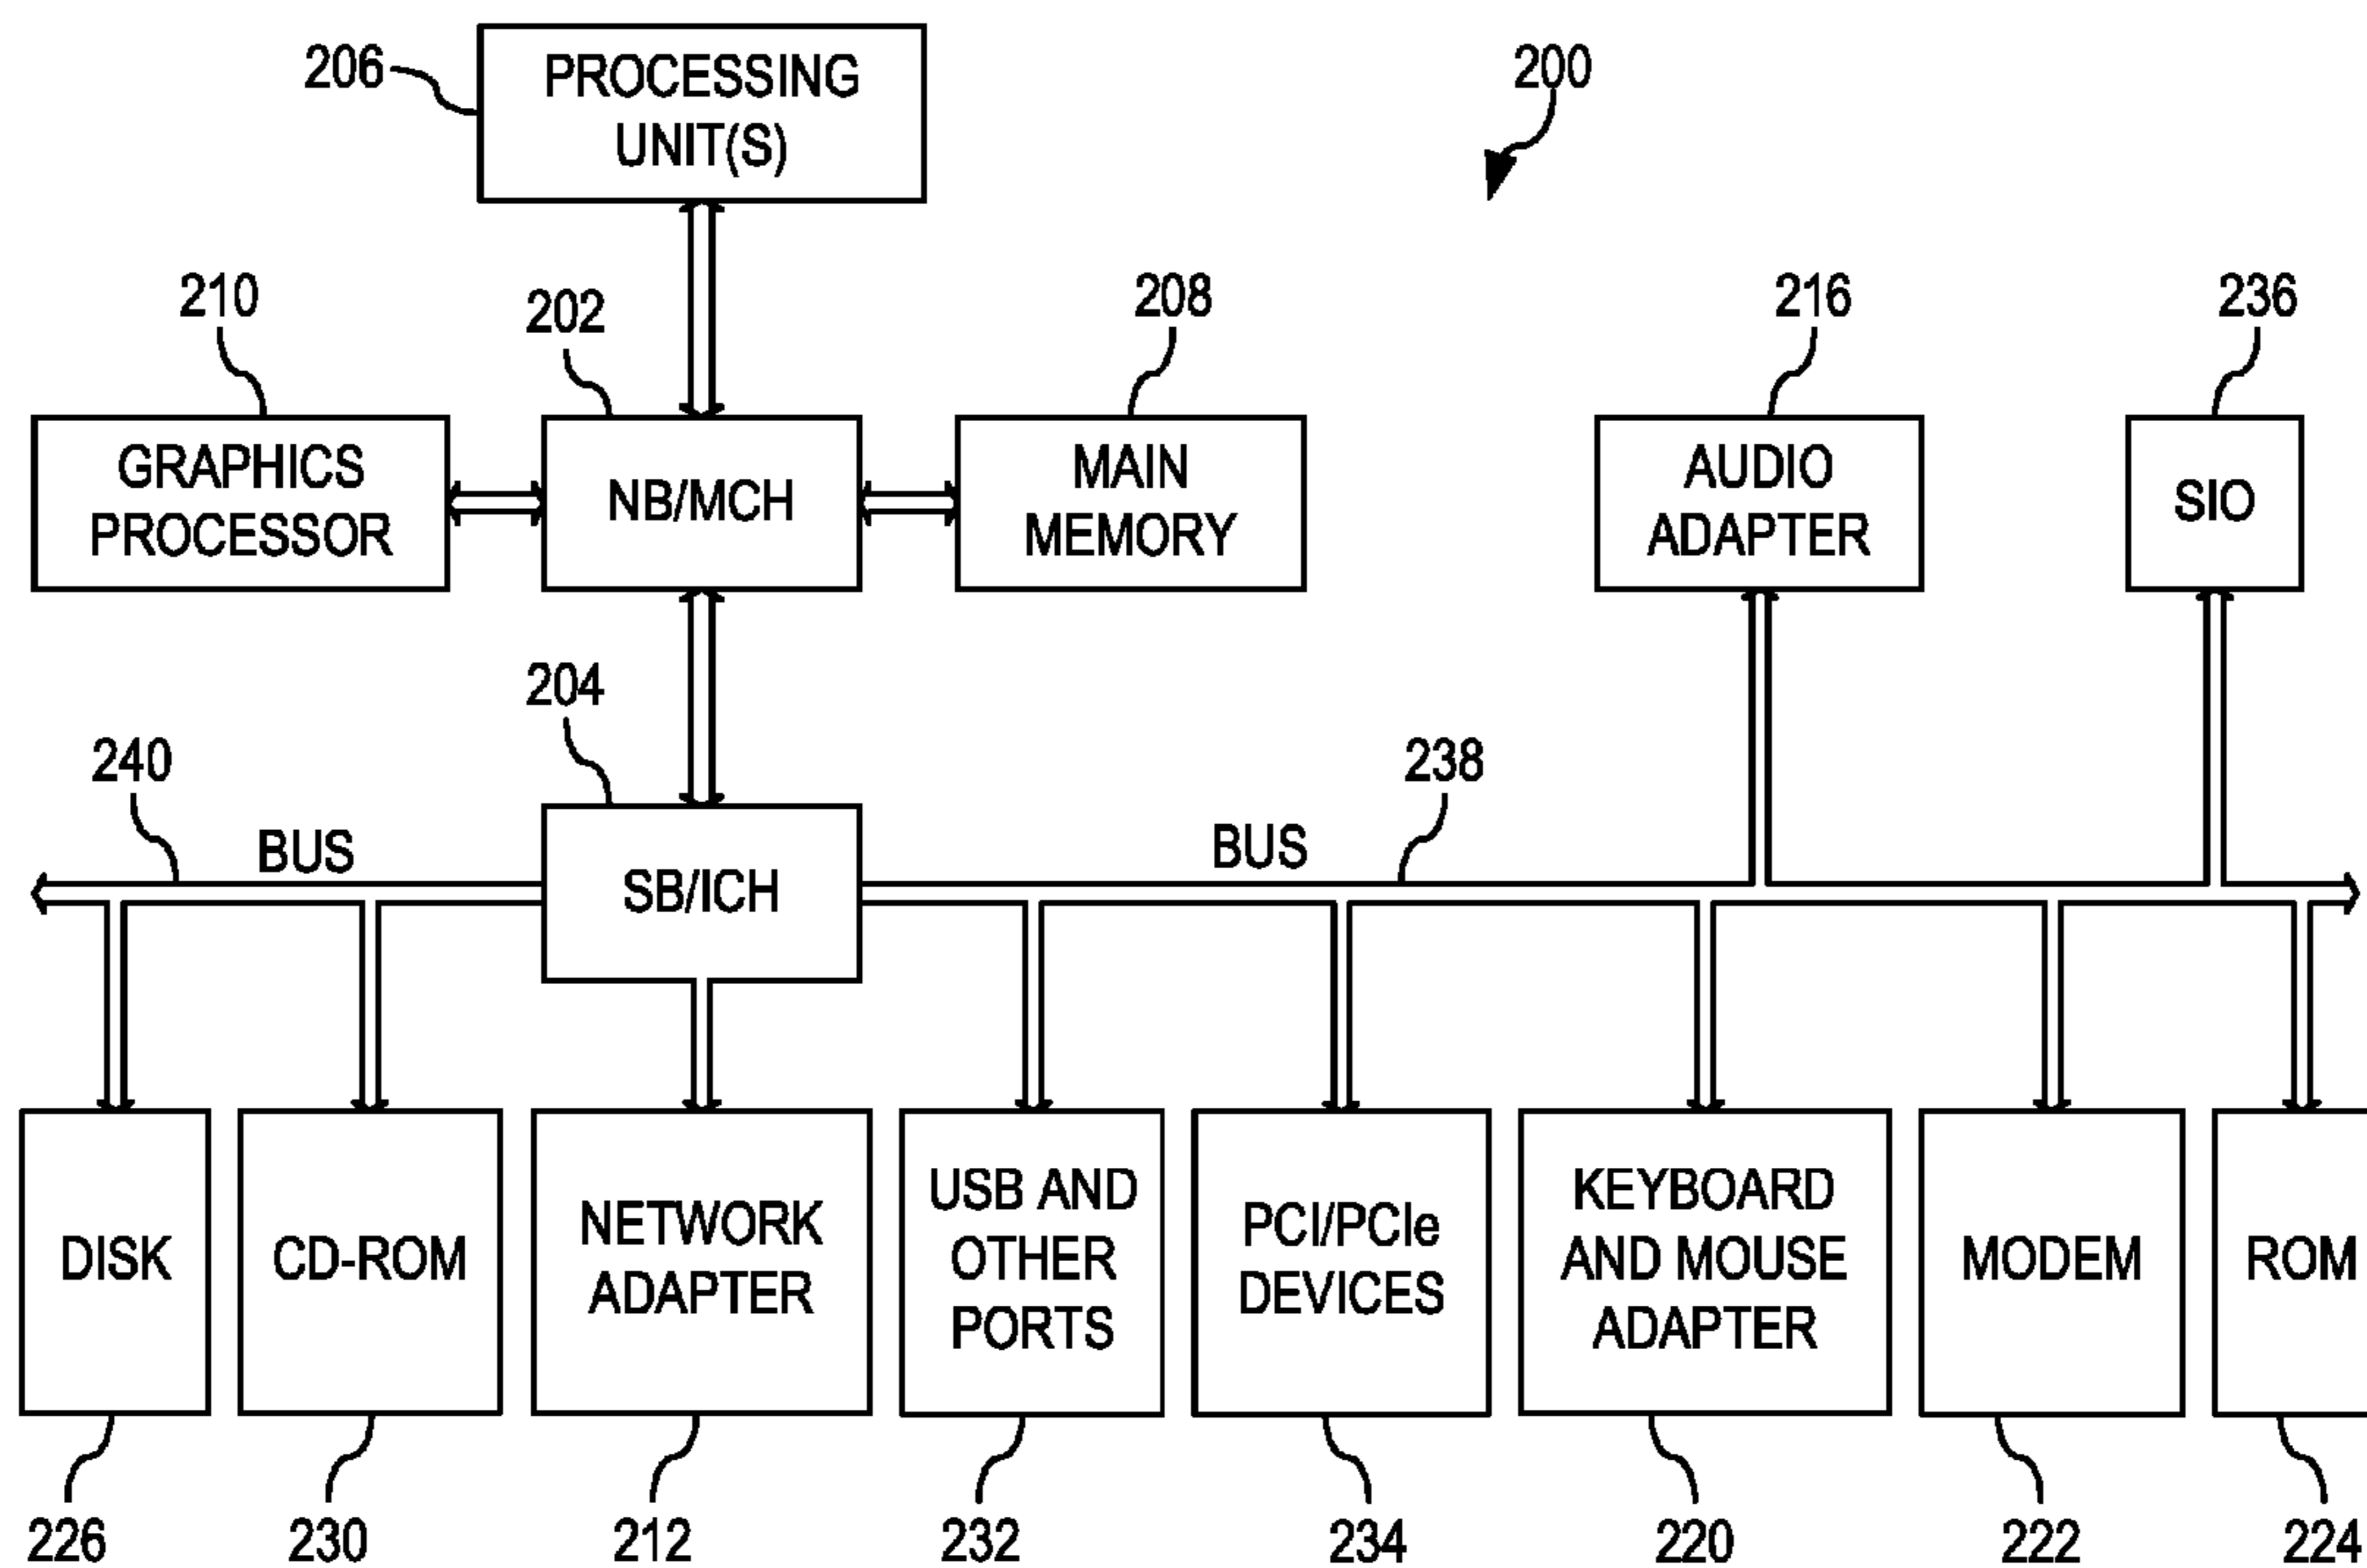 206
PROCESSING
UNIT(S)
200
210
202
208
216
236
GRAPHICS
PROCESSOR
NB/MCH
MAIN
MEMORY
AUDIO
ADAPTER
SIO
204
240
238
BUS
BUS
SB/ICH
DISK
CD-ROM
NETWORK
ADAPTER
USB AND
OTHER
PORTS
PCI/PCIe
DEVICES
KEYBOARD
AND MOUSE
ADAPTER
MODEM
ROM
226
230
212
232
234
220
222
224